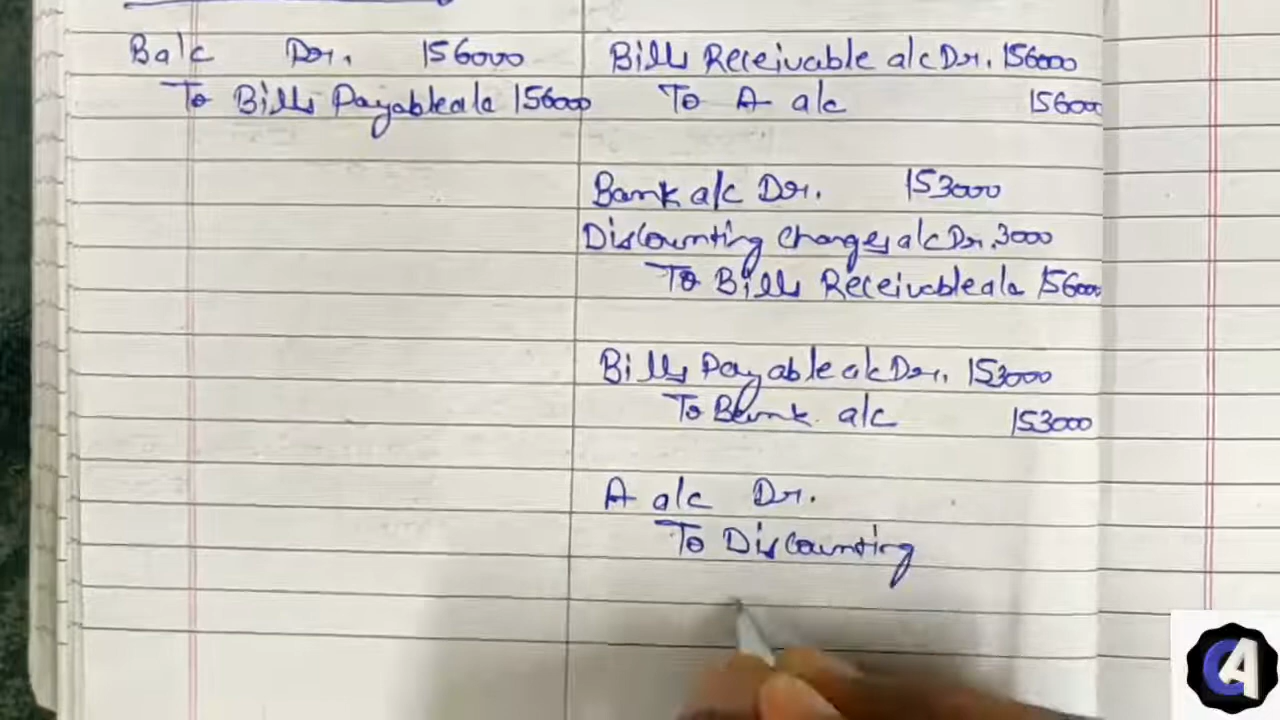 B a/c Dr. 156000
To Bills Payable a/c 156000
Bills Receivable a/c Dr. 156000
To A a/c 156000
Bank a/c Dr. 153000
Discounting Charges a/c Dr. 3000
To Bills Receivable a/c 156000
Bills Payable a/c Dr. 153000
To Bank a/c 153000
A a/c Dr.
To Discounting
CA